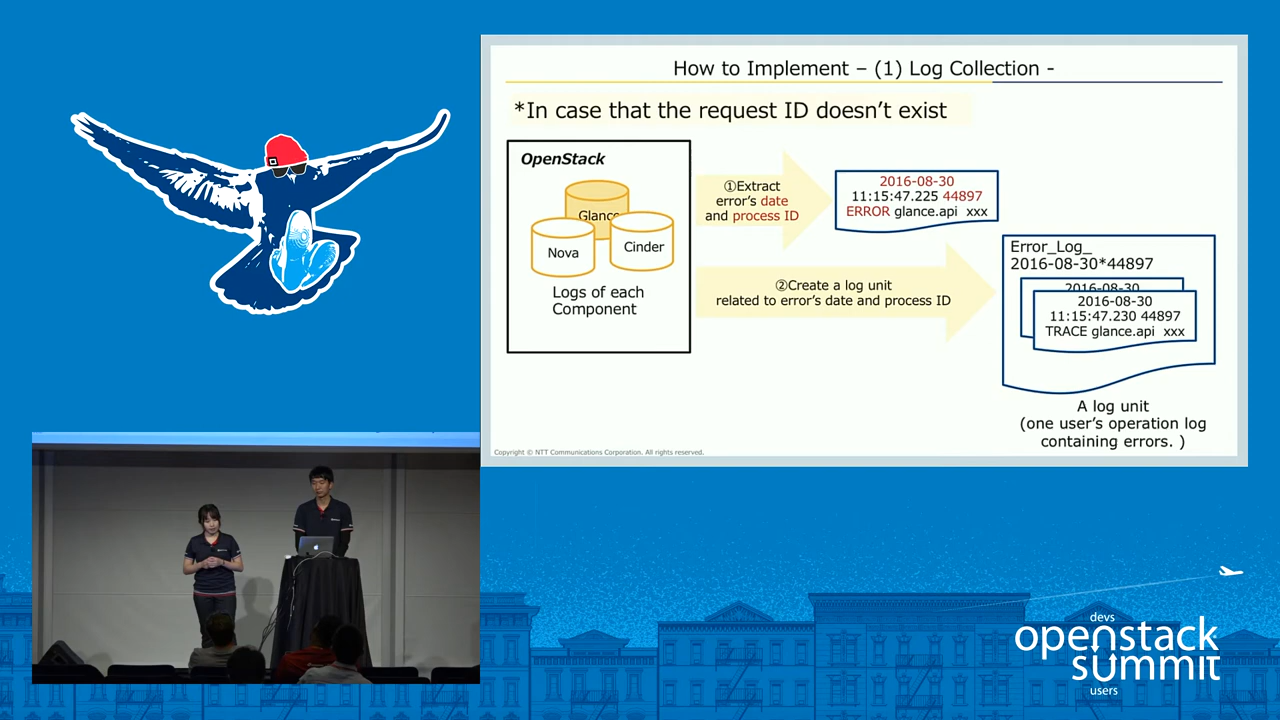 How to Implement – (1) Log Collection -
*In case that the request ID doesn't exist
OpenStack
Glance
Nova
Cinder
Logs of each
Component
①Extract
error's date
and process ID
2016-08-30
11:15:47.225 44897
ERROR glance.api xxx
②Create a log unit
related to error's date and process ID
Error_Log_
2016-08-30*44897
2016-08-30
2016-08-30
11:15:47.230 44897
TRACE glance.api xxx
A log unit
(one user's operation log
containing errors. )
Copyright © NTT Communications Corporation. All rights reserved.
devs
openstack
summit
users